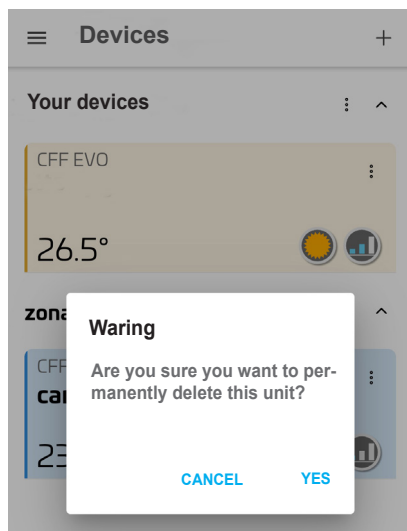 Devices
Your devices
CFF EVO
26.5°
Waring
Are you sure you want to per-
manently delete this unit?
CANCEL YES